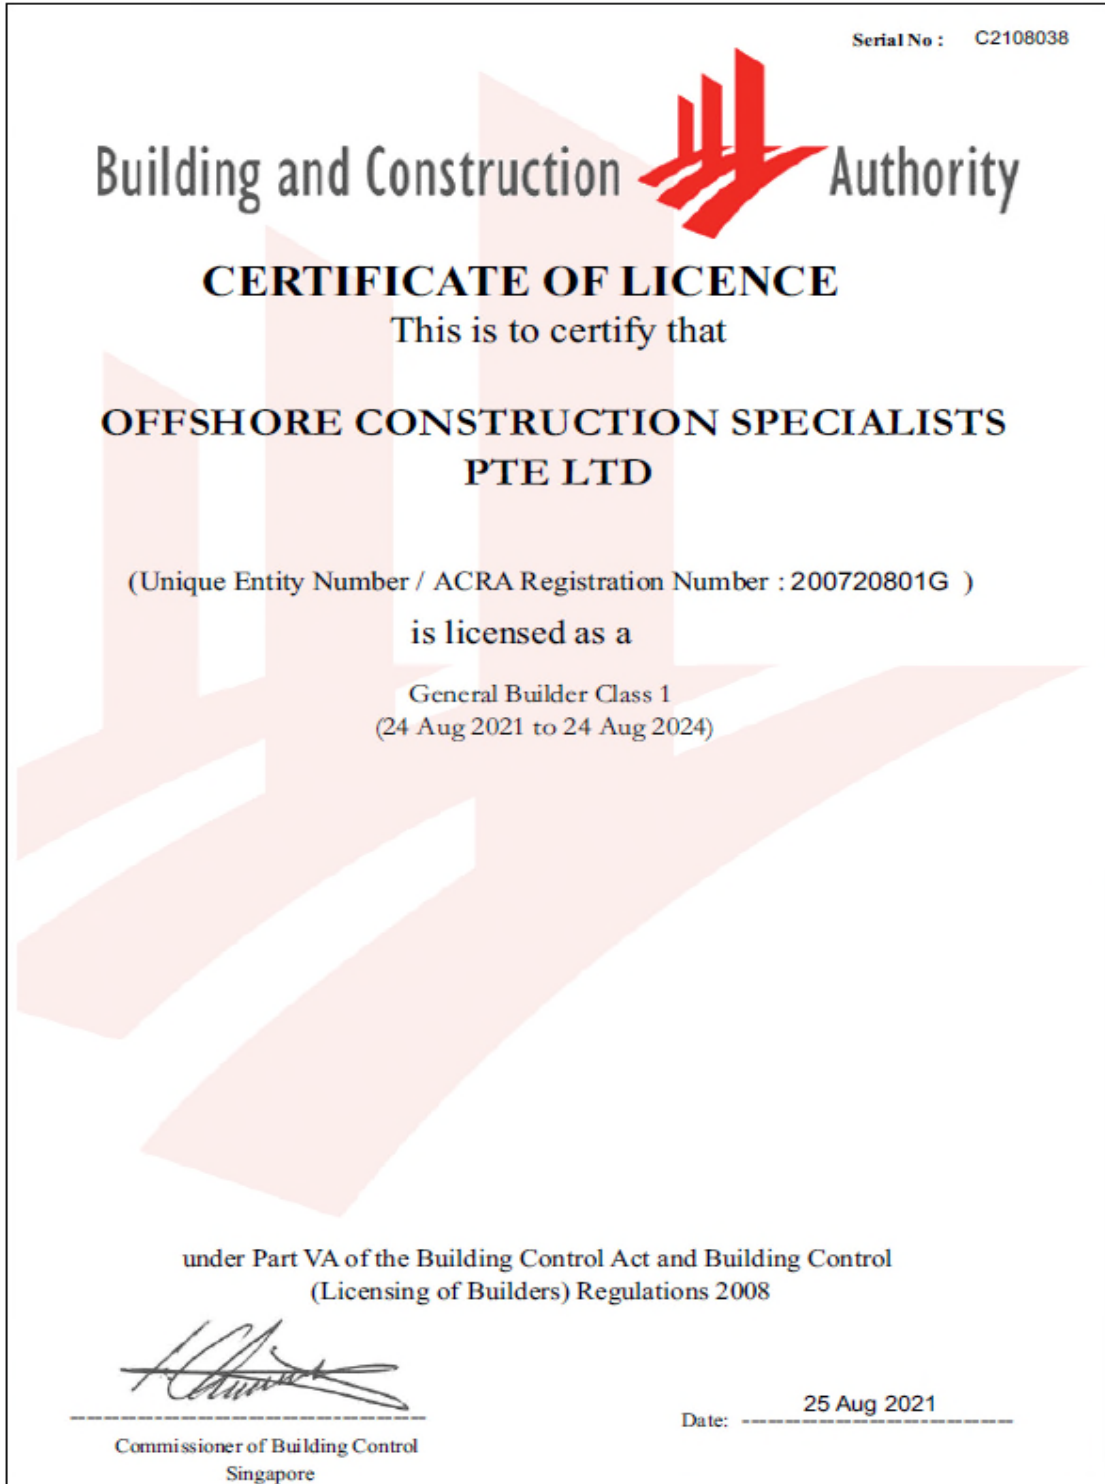 Serial No : C2108038
Building and Construction Authority
CERTIFICATE OF LICENCE
This is to certify that
OFFSHORE CONSTRUCTION SPECIALISTS
PTE LTD
(Unique Entity Number / ACRA Registration Number : 200720801G )
is licensed as a
General Builder Class 1
(24 Aug 2021 to 24 Aug 2024)
under Part VA of the Building Control Act and Building Control
(Licensing of Builders) Regulations 2008
25 Aug 2021
Date:
Commissioner of Building Control
Singapore